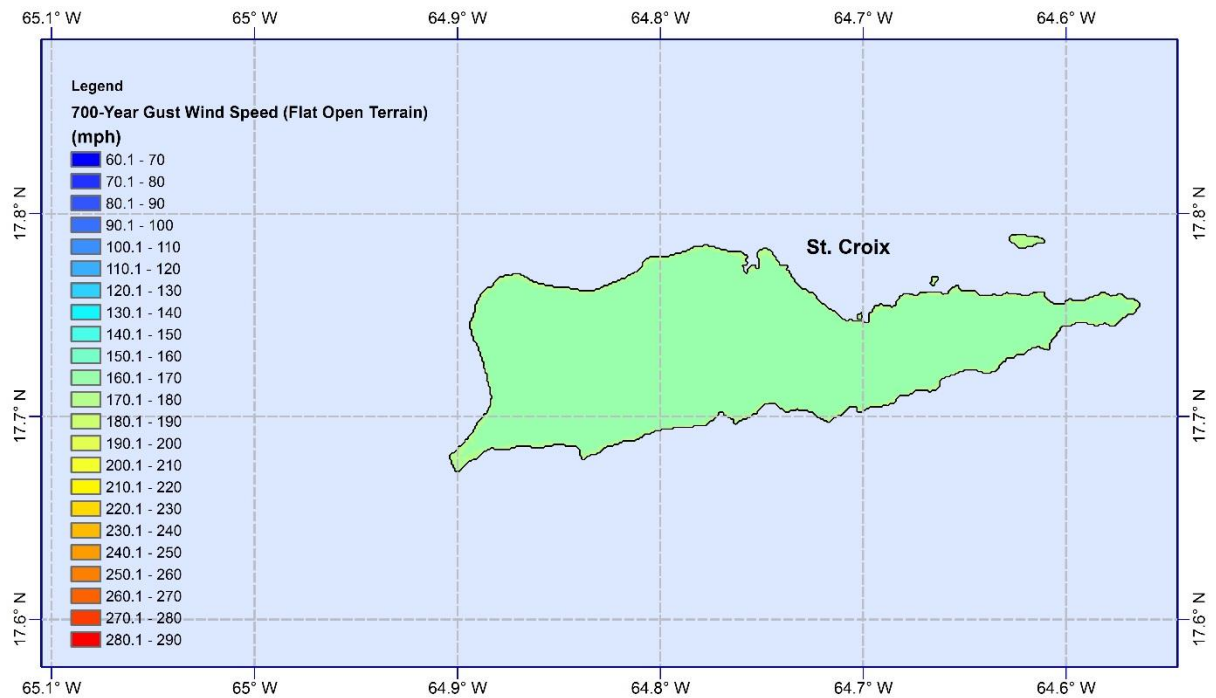 65.1° W 65° W 64.9° W 64.8° W 64.7° W 64.6° W
Legend
700-Year Gust Wind Speed (Flat Open Terrain)
(mph)
60.1 - 70
70.1 - 80
80.1 - 90
90.1 - 100
100.1 - 110
110.1 - 120
120.1 - 130
130.1 - 140
140.1 - 150
150.1 - 160
160.1 - 170
170.1 - 180
180.1 - 190
190.1 - 200
200.1 - 210
210.1 - 220
220.1 - 230
230.1 - 240
240.1 - 250
250.1 - 260
260.1 - 270
270.1 - 280
280.1 - 290
St. Croix
17.8° N
17.7° N
17.6° N
17.8° N
17.7° N
17.6° N
65.1° W 65° W 64.9° W 64.8° W 64.7° W 64.6° W